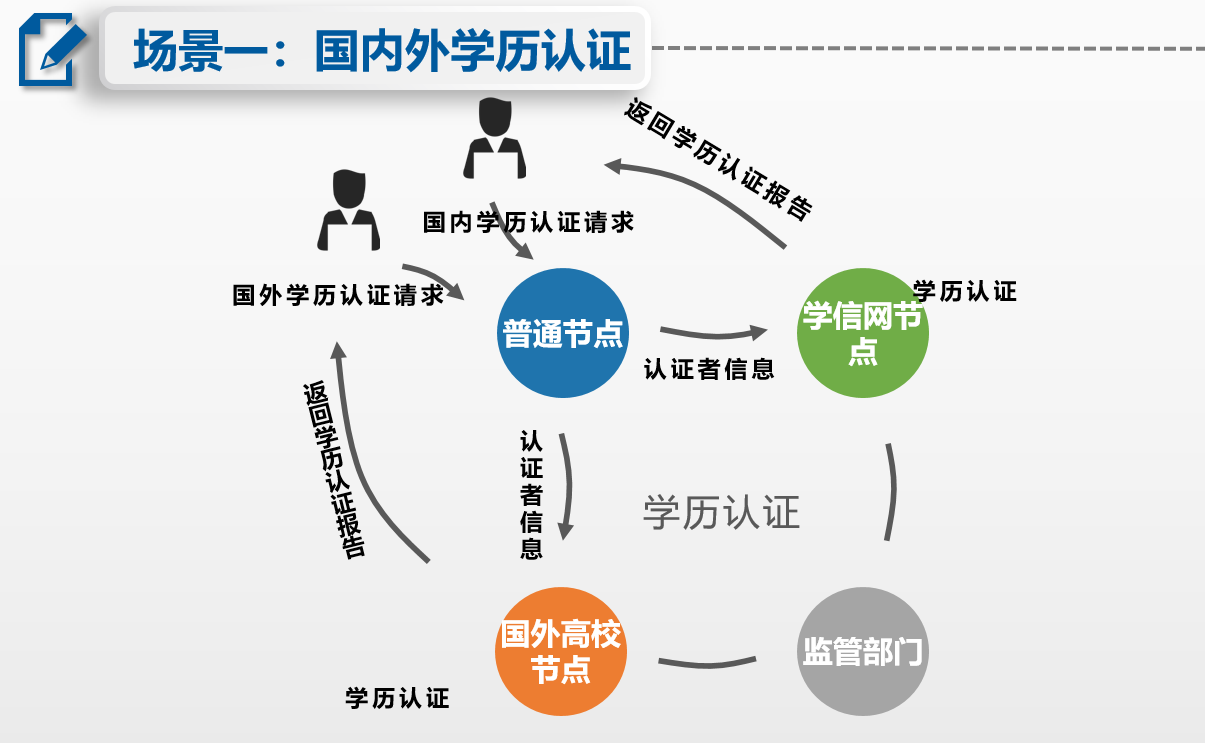 场景一：国内外学历认证
返回学历认证报告
国内学历认证请求
国外学历认证请求
学历认证
普通节点
学信网节
点
认证者信息
返回学历认证报告
认证者信息
学历认证
国外高校
节点
监管部门
学历认证